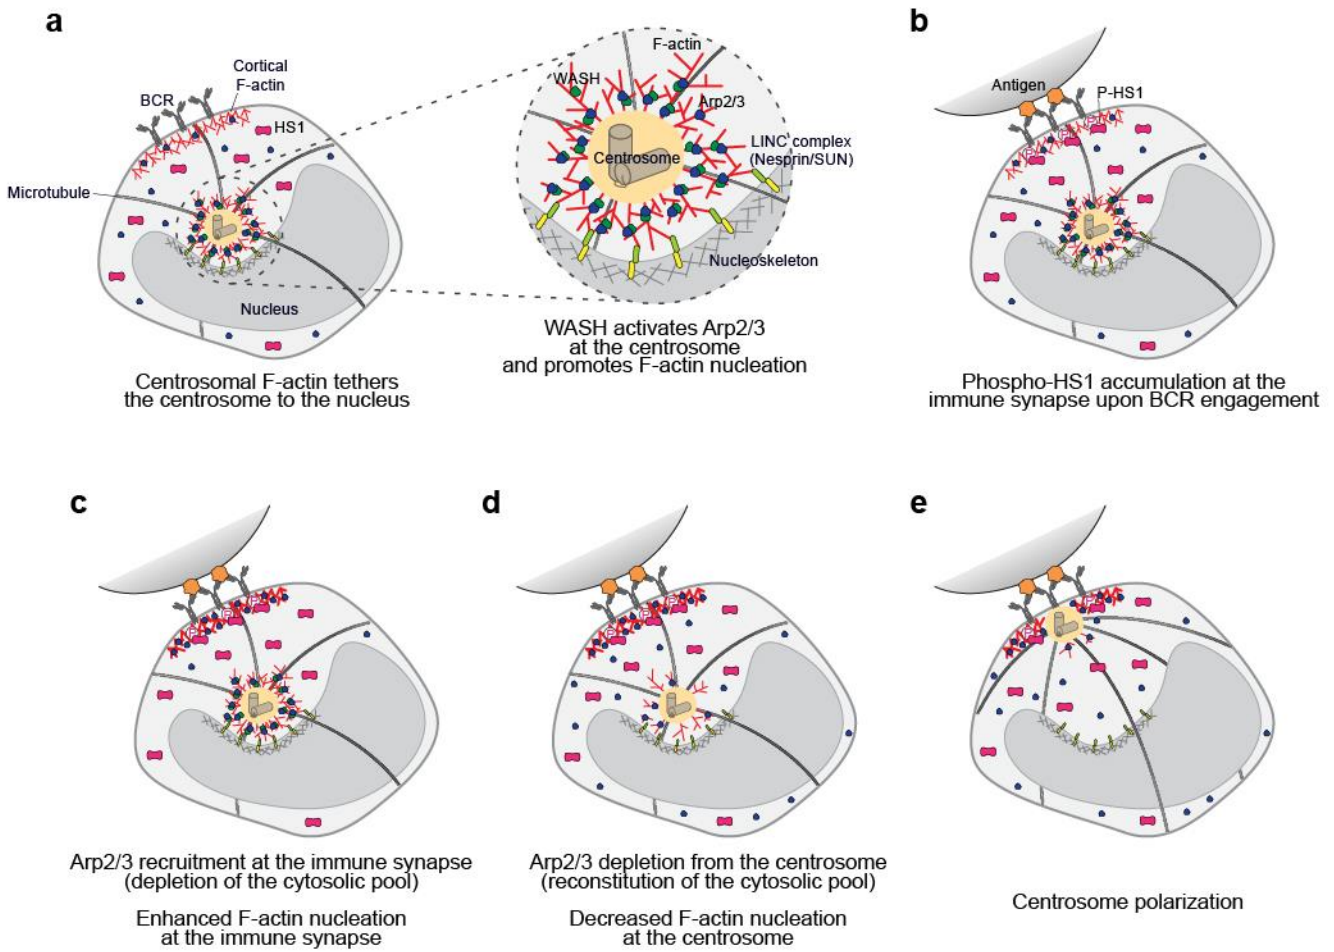 a
Cortical
F-actin
BCR
HS1
Microtubule
Nucleus
Centrosomal F-actin tethers
the centrosome to the nucleus
F-actin
WASH
Arp2/3
Centrosome
LINC complex
(Nesprin/SUN)
Nucleoskeleton
WASH activates Arp2/3
at the centrosome
and promotes F-actin nucleation
b
Antigen
P-HS1
P
P
P
Phospho-HS1 accumulation at the
immune synapse upon BCR engagement
c
P
P
P
Arp2/3 recruitment at the immune synapse
(depletion of the cytosolic pool)
Enhanced F-actin nucleation
at the immune synapse
d
P
P
P
Arp2/3 depletion from the centrosome
(reconstitution of the cytosolic pool)
Decreased F-actin nucleation
at the centrosome
e
P
P
Centrosome polarization